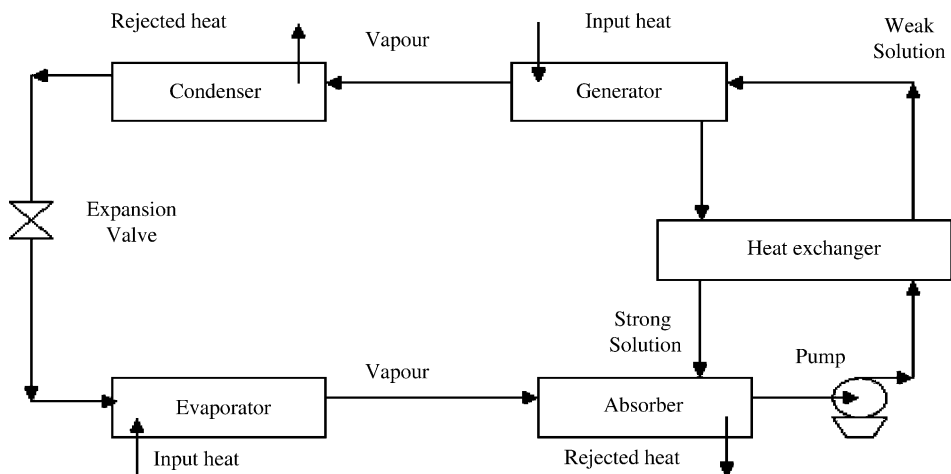 Rejected heat
Vapour
Input heat
Weak
Solution
Condenser
Generator
Expansion
Valve
Heat exchanger
Strong
Solution
Pump
Vapour
Evaporator
Absorber
Input heat
Rejected heat